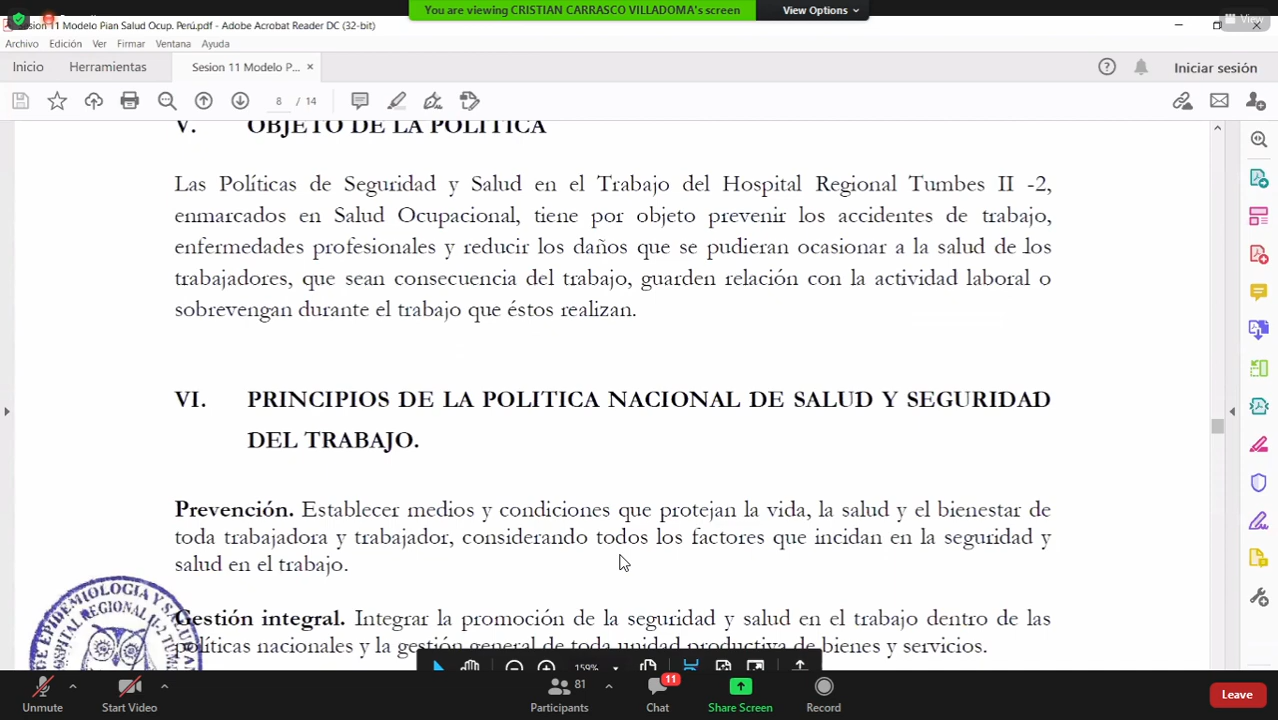 You are viewing CRISTIAN CARRASCO VILLADOMA's screen
View Options
View
Sesion 11 Modelo Plan Salud Ocup. Perú.pdf - Adobe Acrobat Reader DC (32-bit)
Archivo Edición Ver Firmar Ventana Ayuda
Inicio Herramientas Sesion 11 Modelo P... × Iniciar sesión
8 / 14
V. OBJETO DE LA POLITICA
Las Políticas de Seguridad y Salud en el Trabajo del Hospital Regional Tumbes II -2,
enmarcados en Salud Ocupacional, tiene por objeto prevenir los accidentes de trabajo,
enfermedades profesionales y reducir los daños que se pudieran ocasionar a la salud de los
trabajadores, que sean consecuencia del trabajo, guarden relación con la actividad laboral o
sobrevengan durante el trabajo que éstos realizan.
VI. PRINCIPIOS DE LA POLITICA NACIONAL DE SALUD Y SEGURIDAD
DEL TRABAJO.
Prevención. Establecer medios y condiciones que protejan la vida, la salud y el bienestar de
toda trabajadora y trabajador, considerando todos los factores que incidan en la seguridad y
salud en el trabajo.
Gestión integral. Integrar la promoción de la seguridad y salud en el trabajo dentro de las
políticas nacionales y la gestión general de toda unidad productiva de bienes y servicios.
DE EPIDEMIOLOGIA Y SALUD
HOSPITAL REGIONAL II-2
159%
Unmute Start Video 81 Participants 11 Chat Share Screen Record Leave